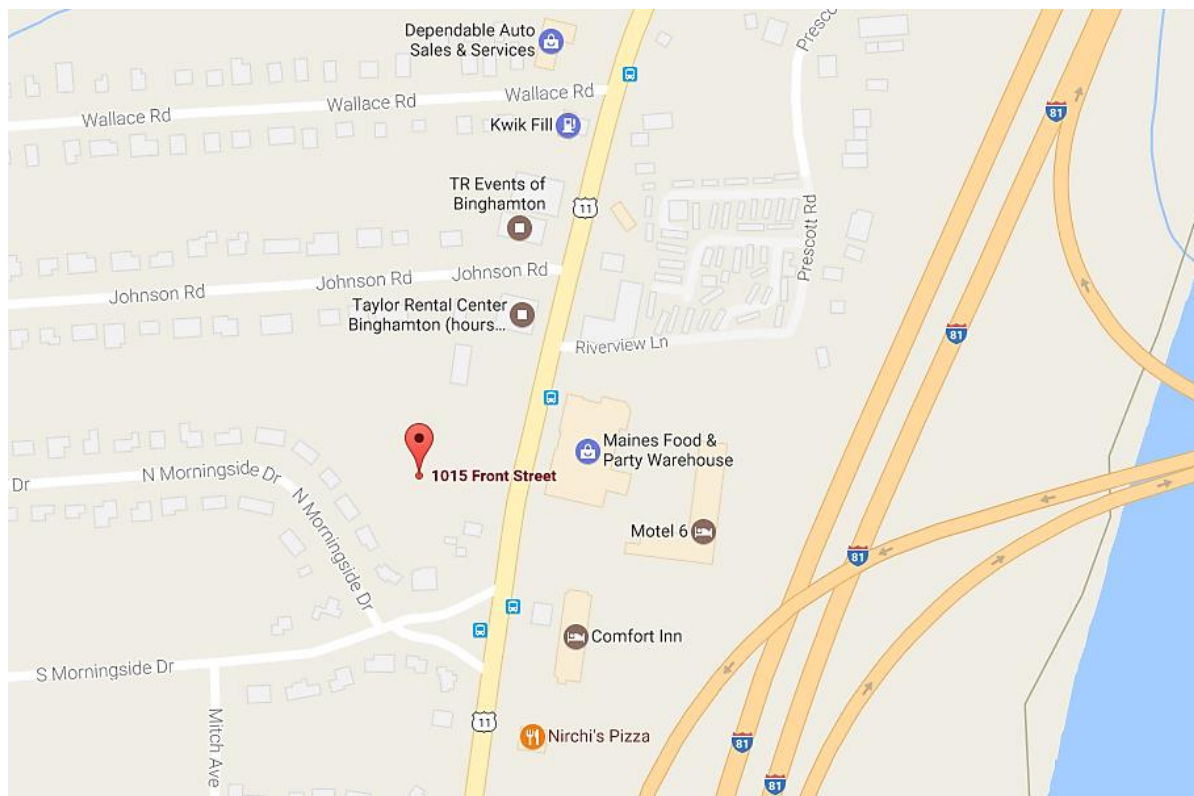 Dependable Auto
Sales & Services
Presco
81
Wallace Rd
Wallace Rd
Wallace Rd
Kwik Fill
TR Events of
Binghamton
11
Prescott Rd
Johnson Rd
Johnson Rd
Johnson Rd
Taylor Rental Center
Binghamton (hours...
81
Riverview Ln
Maines Food &
Party Warehouse
Dr
N Morningside Dr
1015 Front Street
N Morningside Dr
Motel 6
81
Comfort Inn
S Morningside Dr
Mitch Ave
11
Nirchi's Pizza
81
81